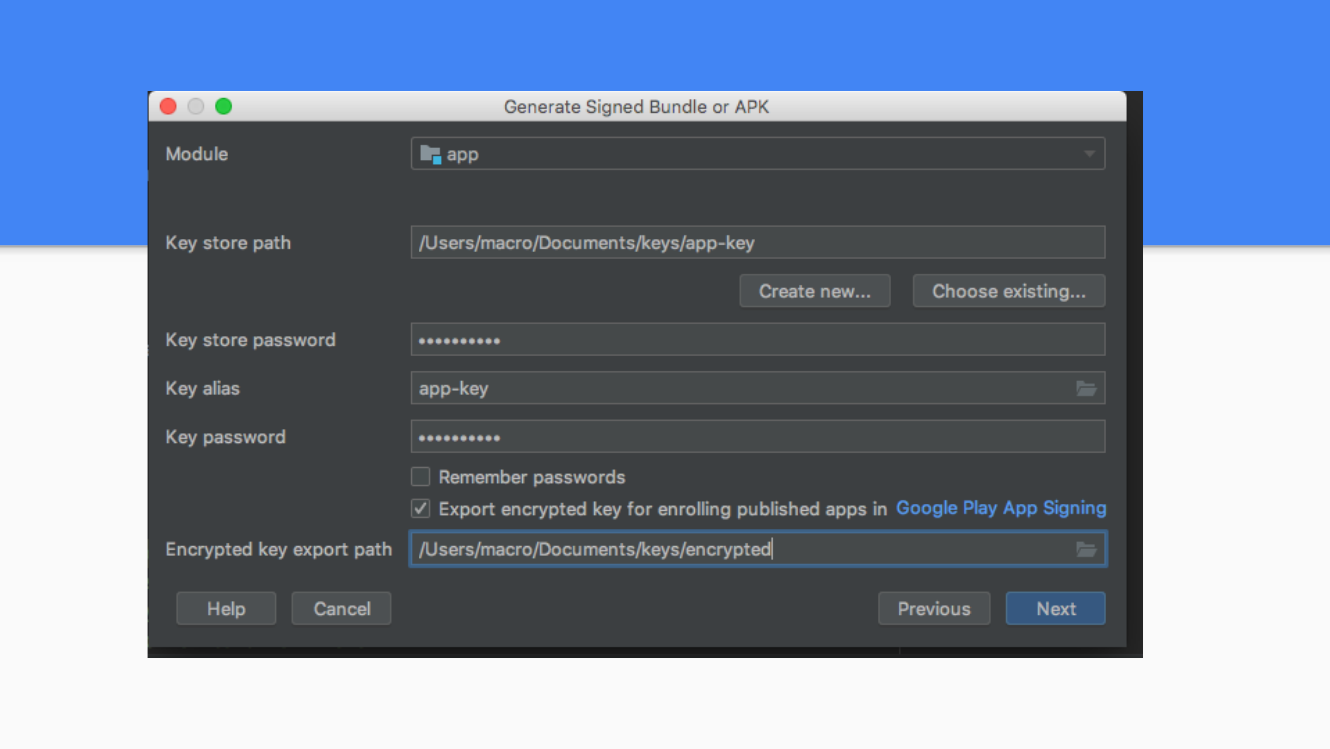 Generate Signed Bundle or APK
Module
app
Key store path
/Users/macro/Documents/keys/app-key
Create new...
Choose existing...
Key store password
••••••••••
Key alias
app-key
Key password
••••••••••
Remember passwords
Export encrypted key for enrolling published apps in Google Play App Signing
Encrypted key export path
/Users/macro/Documents/keys/encrypted
Help
Cancel
Previous
Next